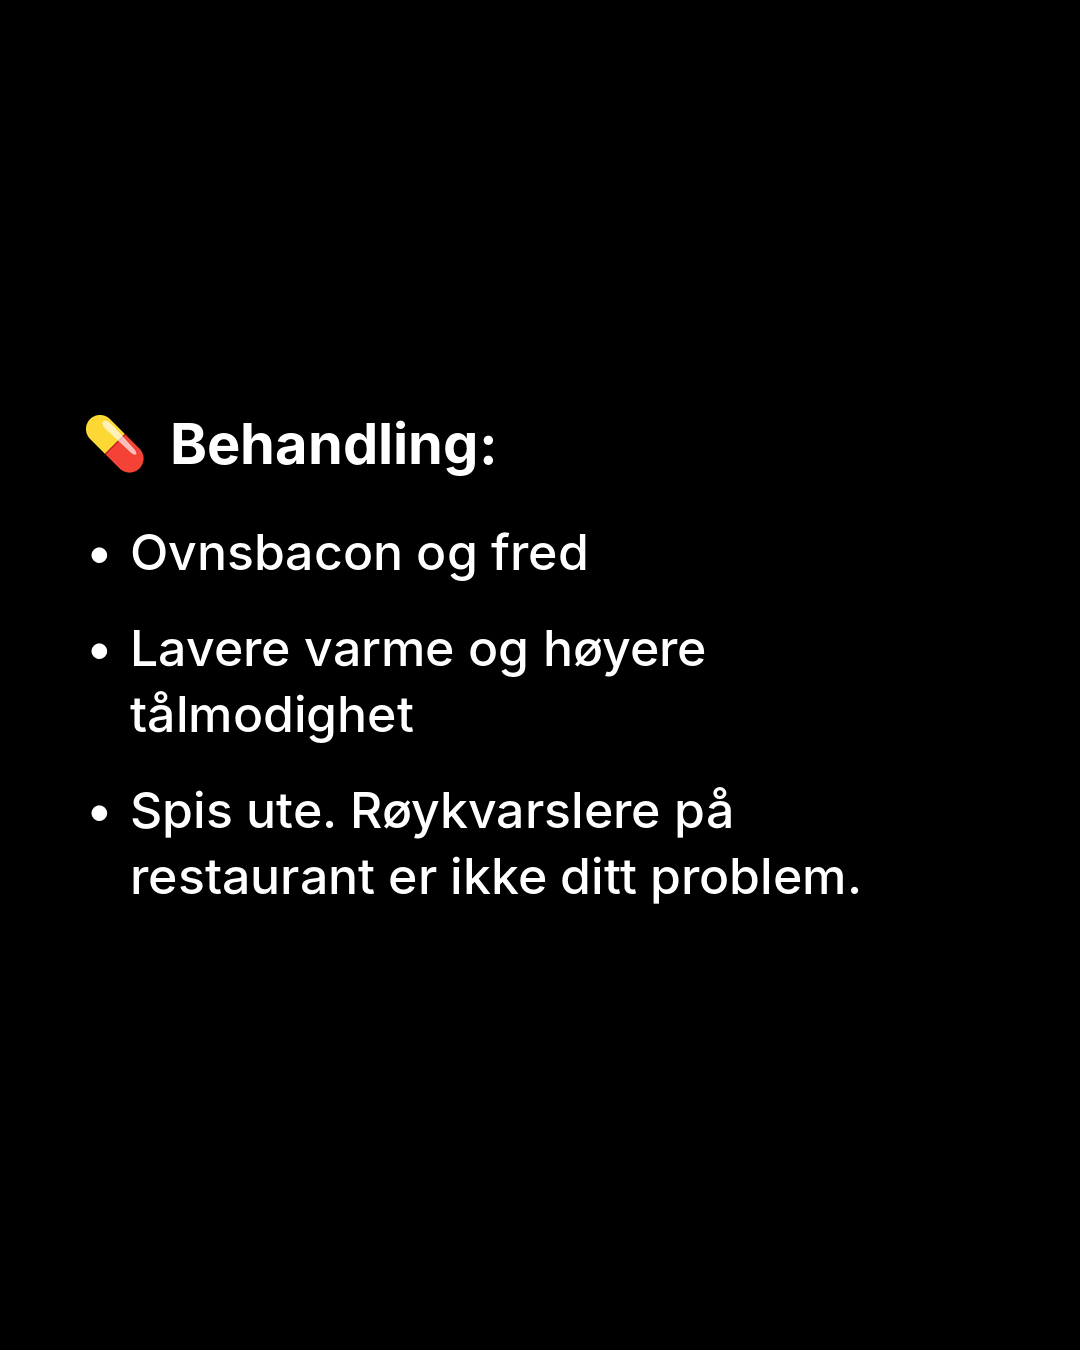 💊 Behandling:
• Ovnsbacon og fred
• Lavere varme og høyere
tålmodighet
• Spis ute. Røykvarslere på
restaurant er ikke ditt problem.